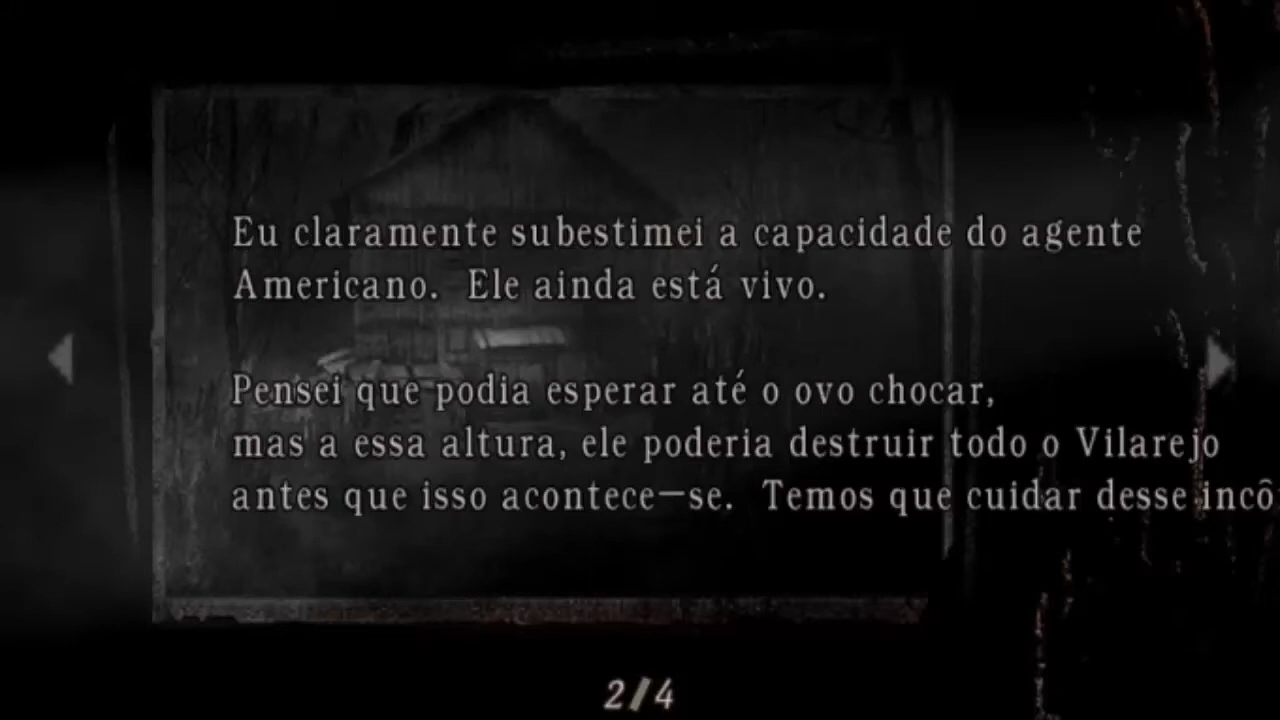 Eu claramente subestimei a capacidade do agente
Americano. Ele ainda está vivo.
Pensei que podia esperar até o ovo chocar,
mas a essa altura, ele poderia destruir todo o Vilarejo
antes que isso acontece—se. Temos que cuidar desse incô
2/4